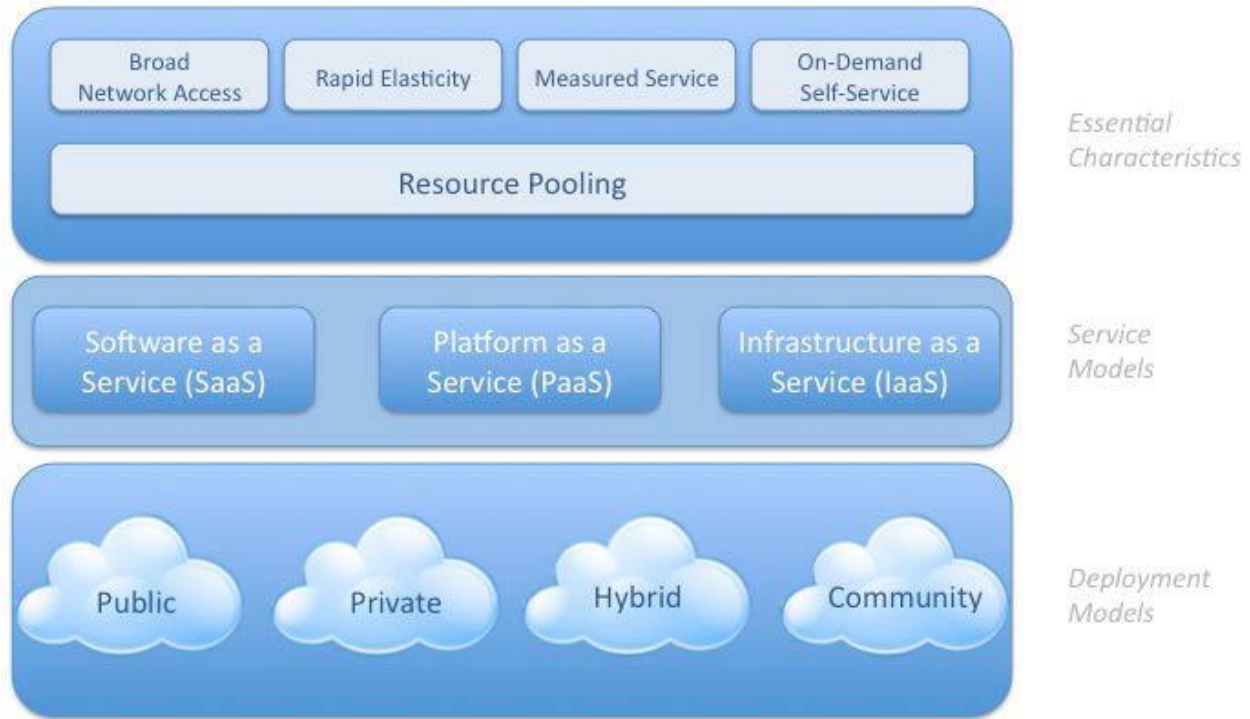 Broad
Network Access
Rapid Elasticity
Measured Service
On-Demand
Self-Service
Resource Pooling
Essential
Characteristics
Software as a
Service (SaaS)
Platform as a
Service (PaaS)
Infrastructure as a
Service (IaaS)
Service
Models
Public
Private
Hybrid
Community
Deployment
Models